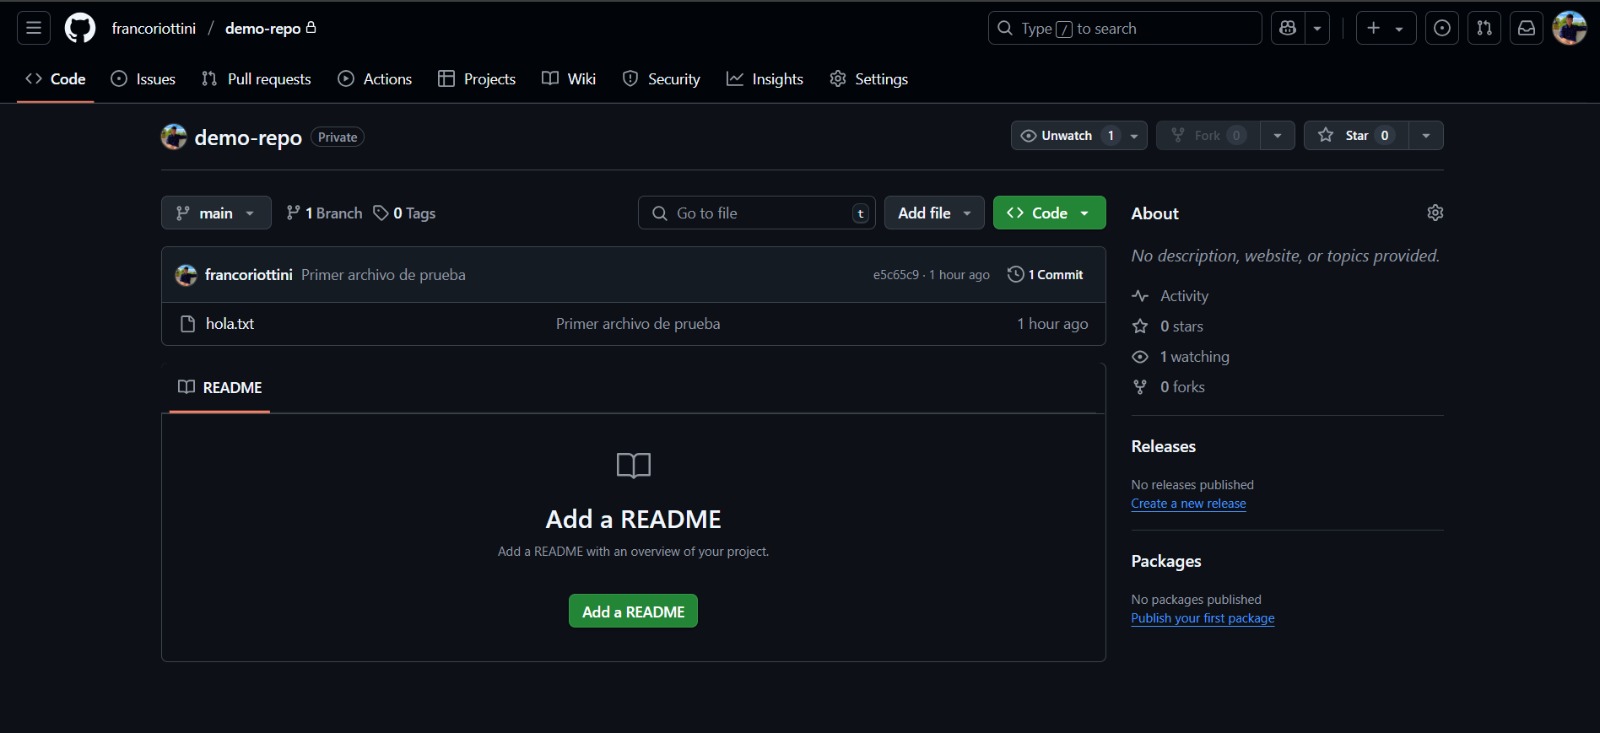 francoriottini / demo-repo
Type / to search
Code Issues Pull requests Actions Projects Wiki Security Insights Settings
demo-repo Private
Unwatch 1 Fork 0 Star 0
main 1 Branch 0 Tags
Go to file t Add file Code
francoriottini Primer archivo de prueba e5c65c9 · 1 hour ago 1 Commit
hola.txt Primer archivo de prueba 1 hour ago
README
Add a README
Add a README with an overview of your project.
Add a README
About
No description, website, or topics provided.
Activity
0 stars
1 watching
0 forks
Releases
No releases published
Create a new release
Packages
No packages published
Publish your first package